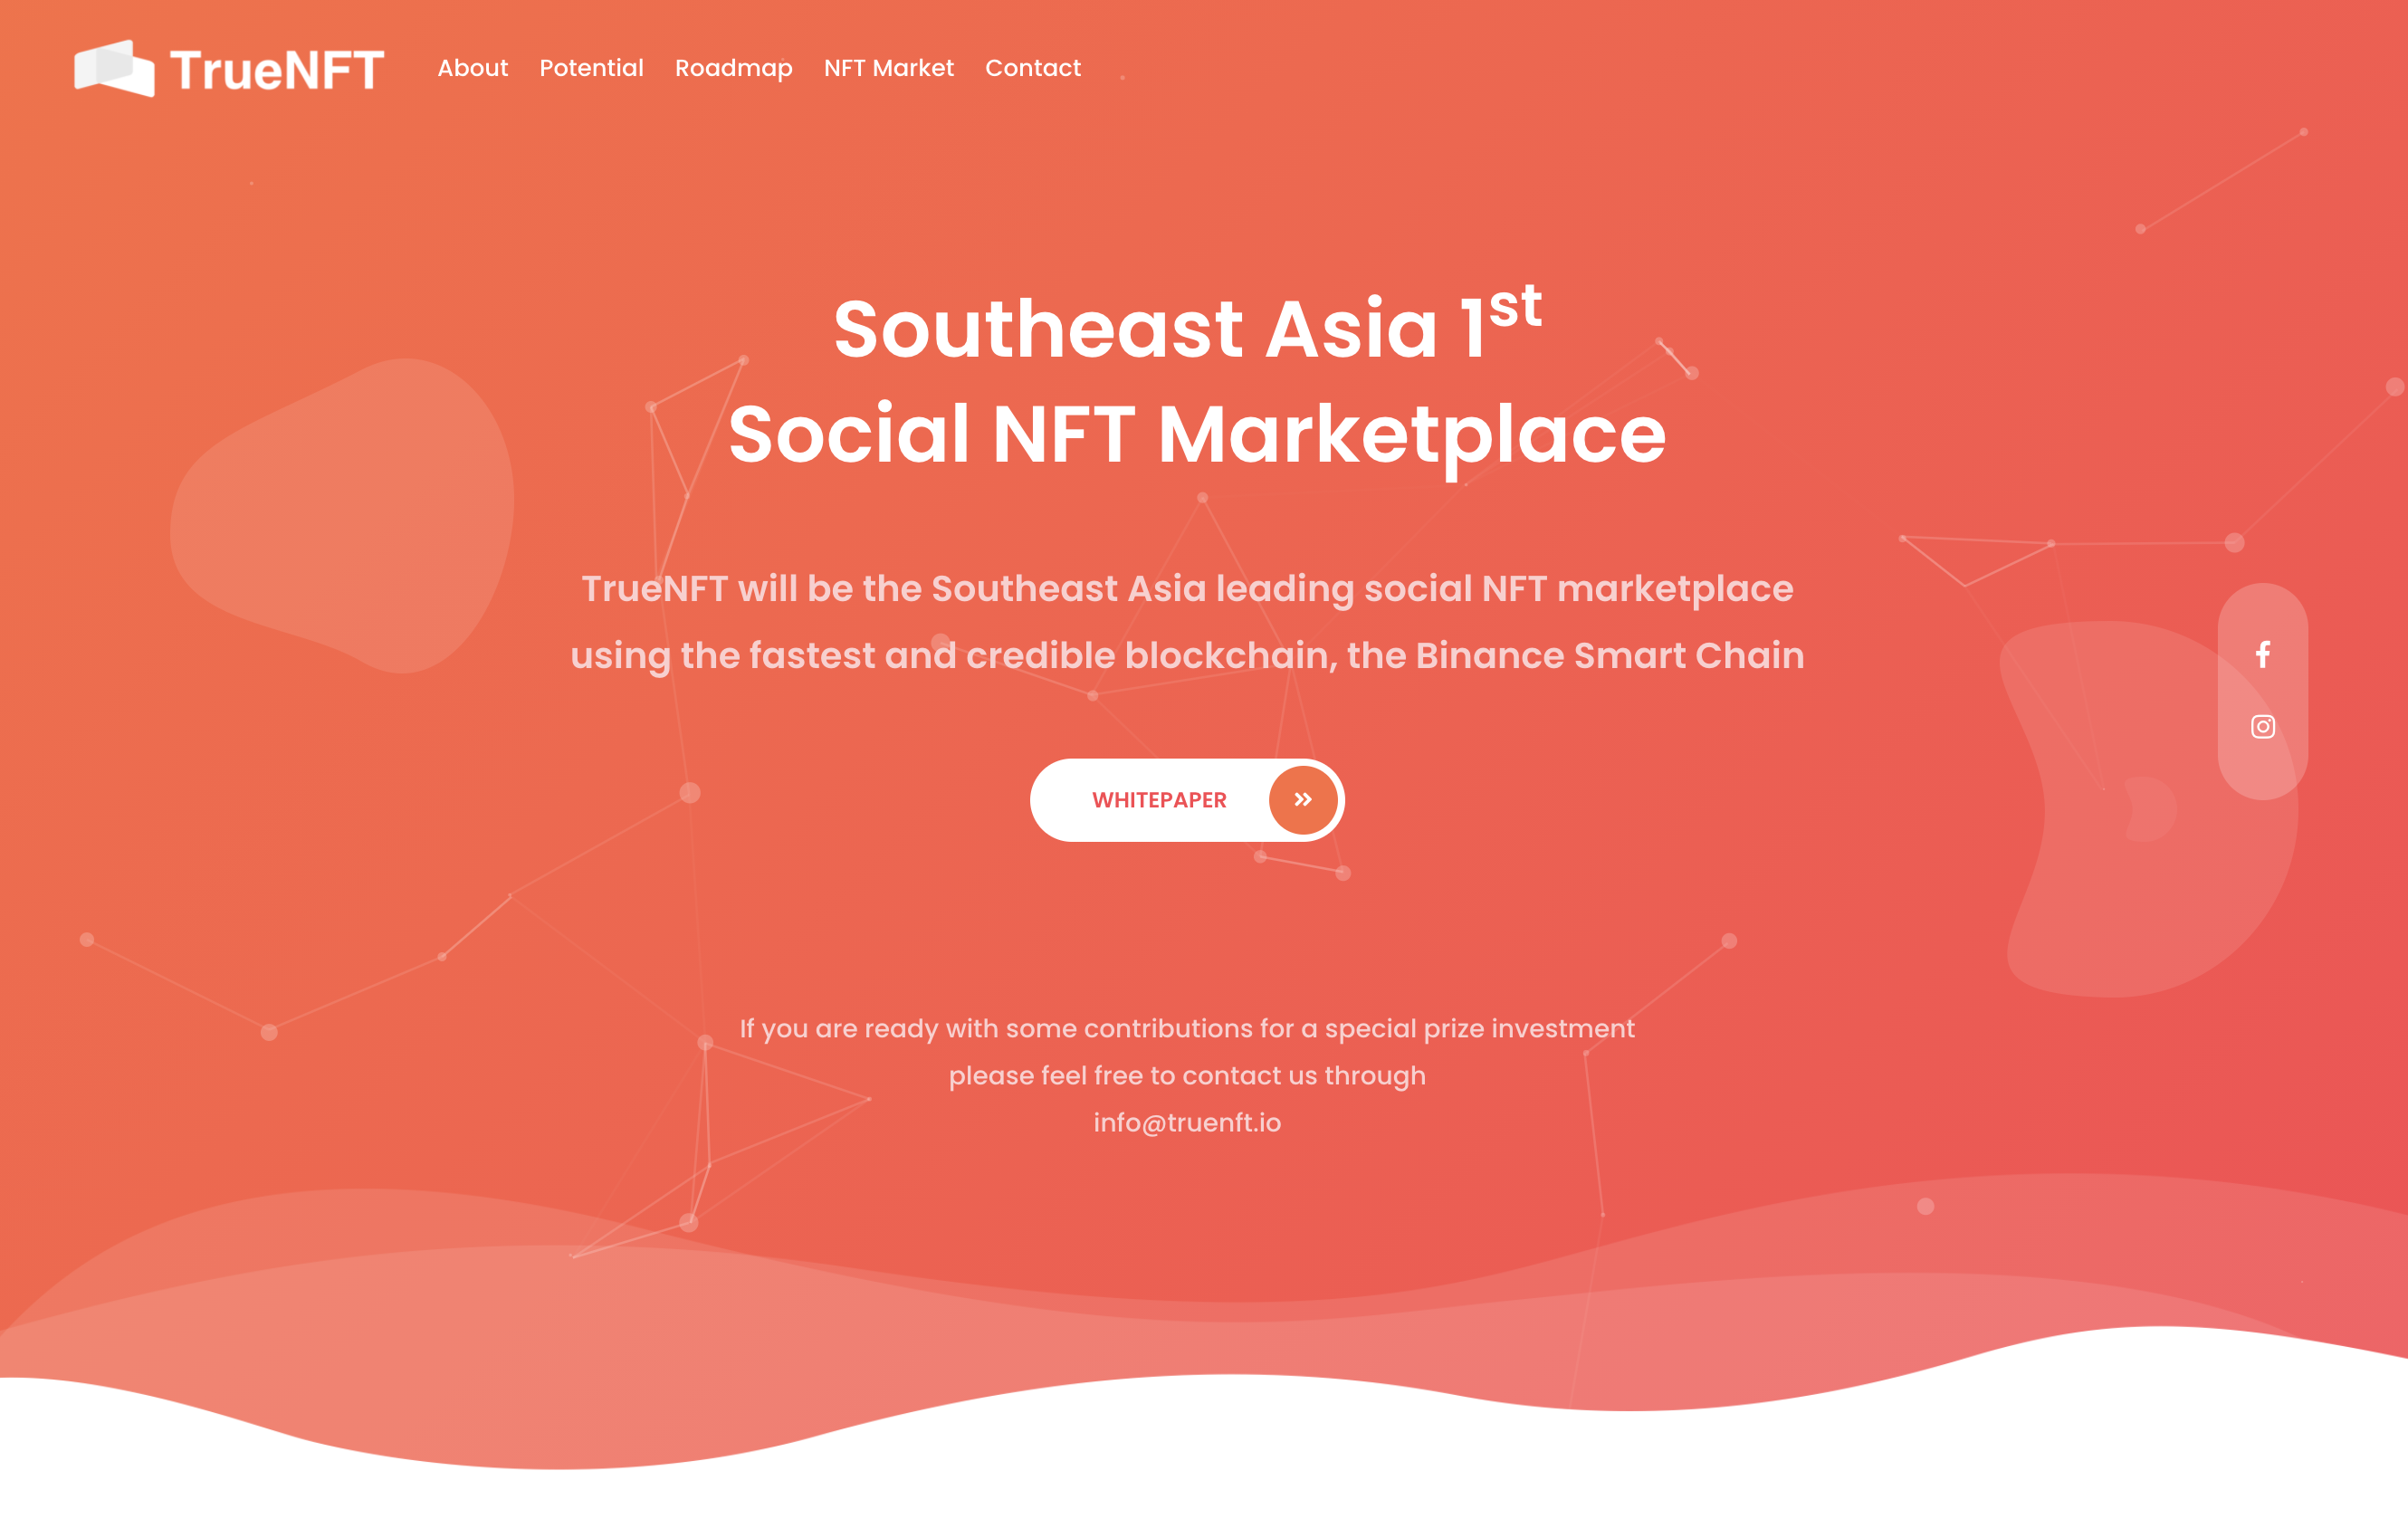 TrueNFT
About Potential Roadmap NFT Market Contact
Southeast Asia 1st
Social NFT Marketplace
TrueNFT will be the Southeast Asia leading social NFT marketplace
using the fastest and credible blockchain, the Binance Smart Chain
WHITEPAPER
If you are ready with some contributions for a special prize investment
please feel free to contact us through
info@truenft.io